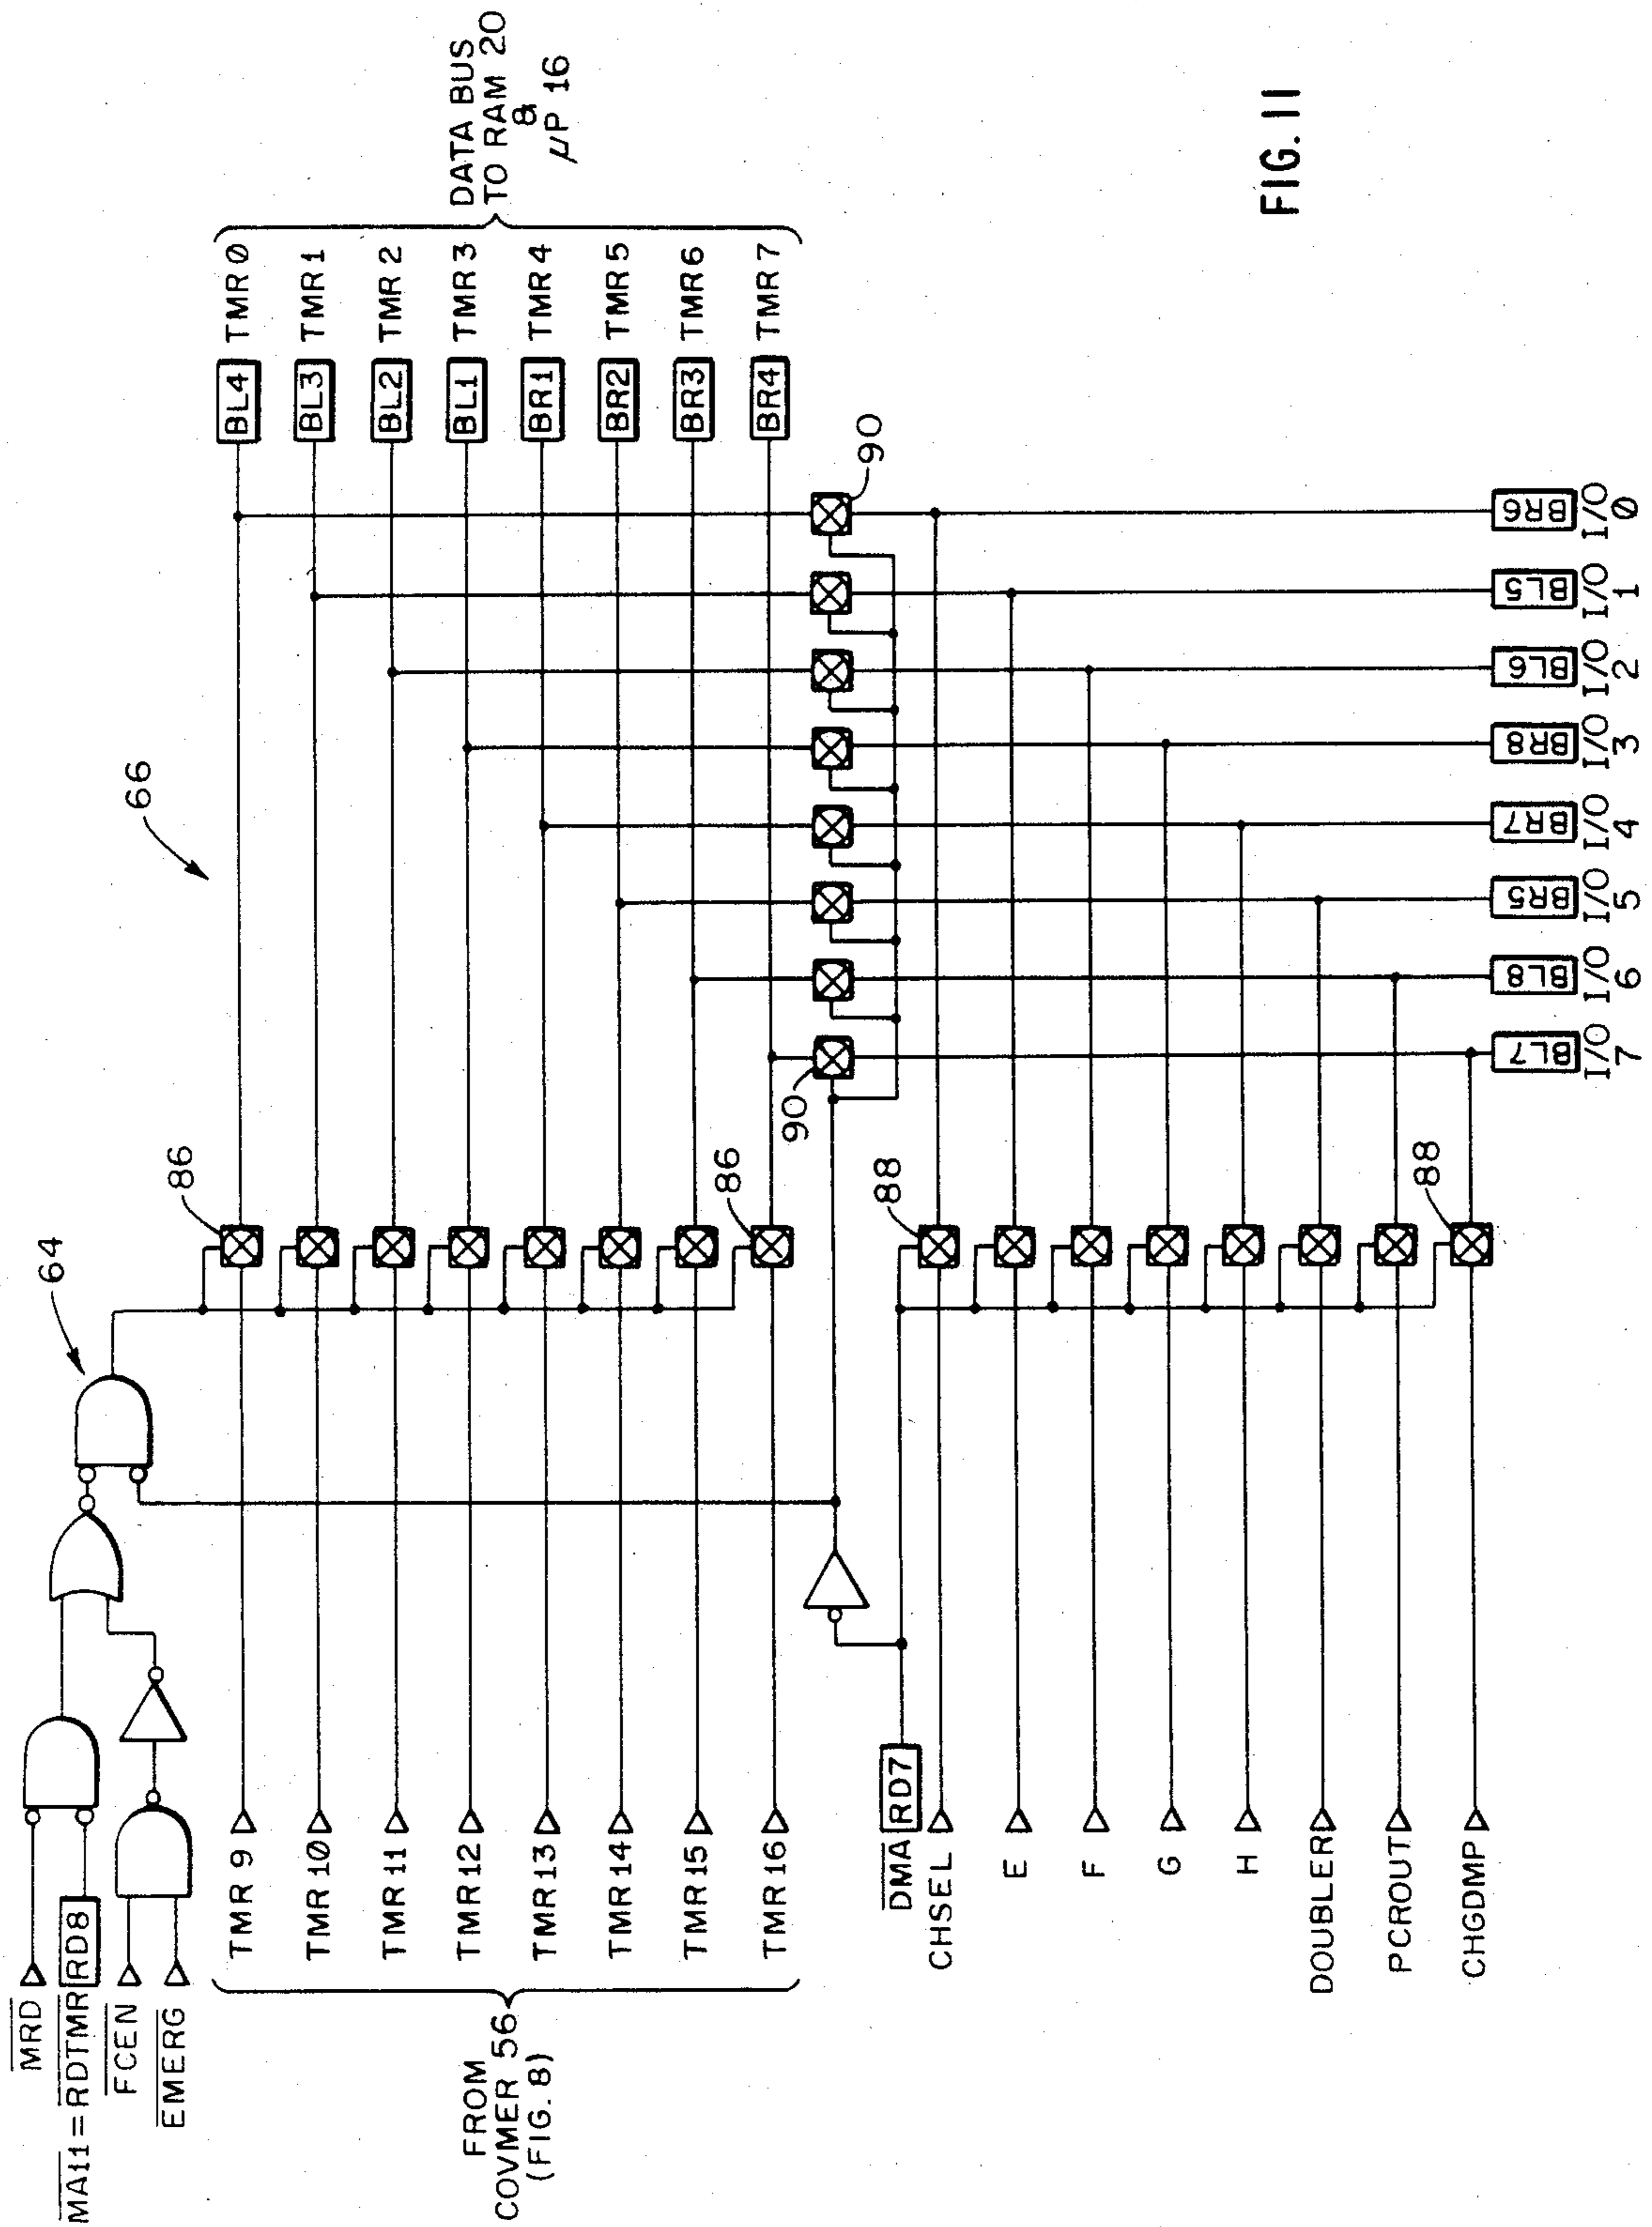 MRD
MA11=RDTMR RD8
FCEN
EMERG
64
66
86
FROM
COVMER 56
(FIG. 8)
TMR 9
TMR 10
TMR 11
TMR 12
TMR 13
TMR 14
TMR 15
TMR 16
86
BL4 TMR 0
BL3 TMR 1
BL2 TMR 2
BL1 TMR 3
BR1 TMR 4
BR2 TMR 5
BR3 TMR 6
BR4 TMR 7
DATA BUS
TO RAM 20
&
μP 16
90
90
DMA RD7
CHSEL
E
F
G
H
DOUBLER
PCROUT
CHGDMP
88
88
BL7
I/O
7
BL8
I/O
6
BR5
I/O
5
BR7
I/O
4
BR8
I/O
3
BL6
I/O
2
BL5
I/O
1
BR6
I/O
0
FIG. 11